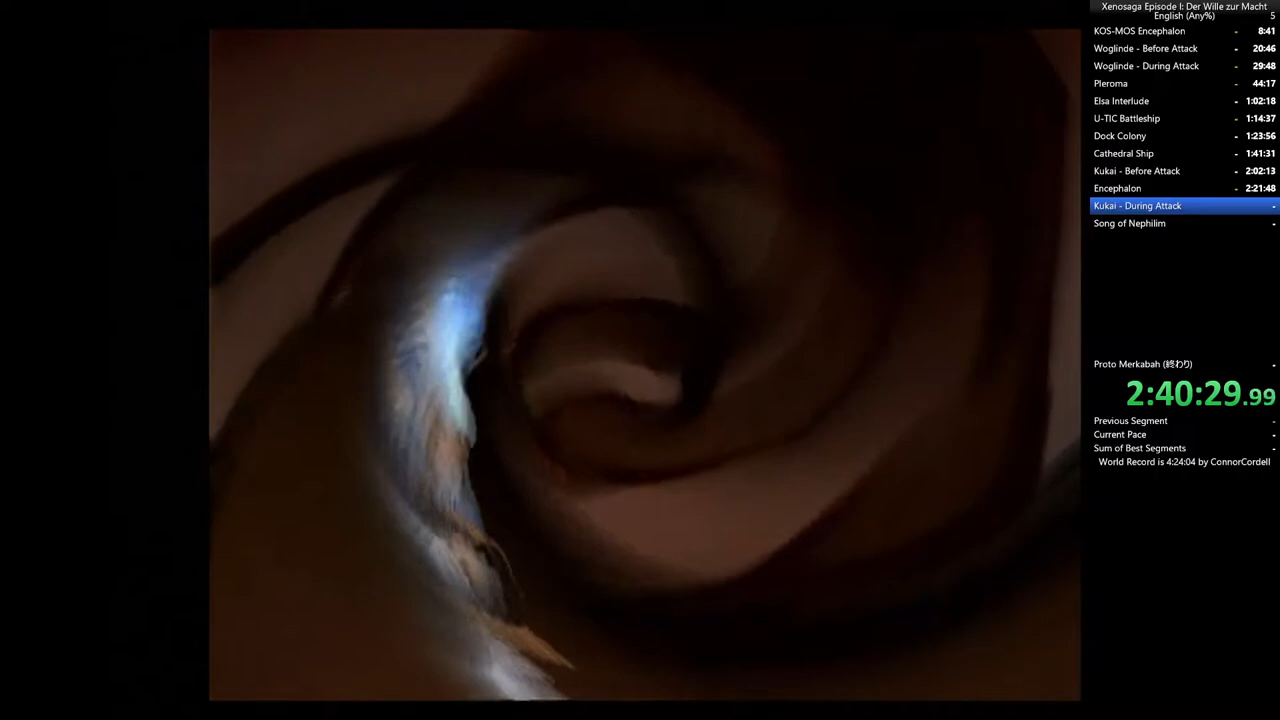 Xenosaga Episode I: Der Wille zur Macht
English (Any%) 5
KOS-MOS Encephalon - 8:41
Woglinde - Before Attack - 20:46
Woglinde - During Attack - 29:48
Pleroma - 44:17
Elsa Interlude - 1:02:18
U-TIC Battleship - 1:14:37
Dock Colony - 1:23:56
Cathedral Ship - 1:41:31
Kukai - Before Attack - 2:02:13
Encephalon - 2:21:48
Kukai - During Attack -
Song of Nephilim -
Proto Merkabah (終わり) -
2:40:29.99
Previous Segment -
Current Pace -
Sum of Best Segments -
World Record is 4:24:04 by ConnorCordell